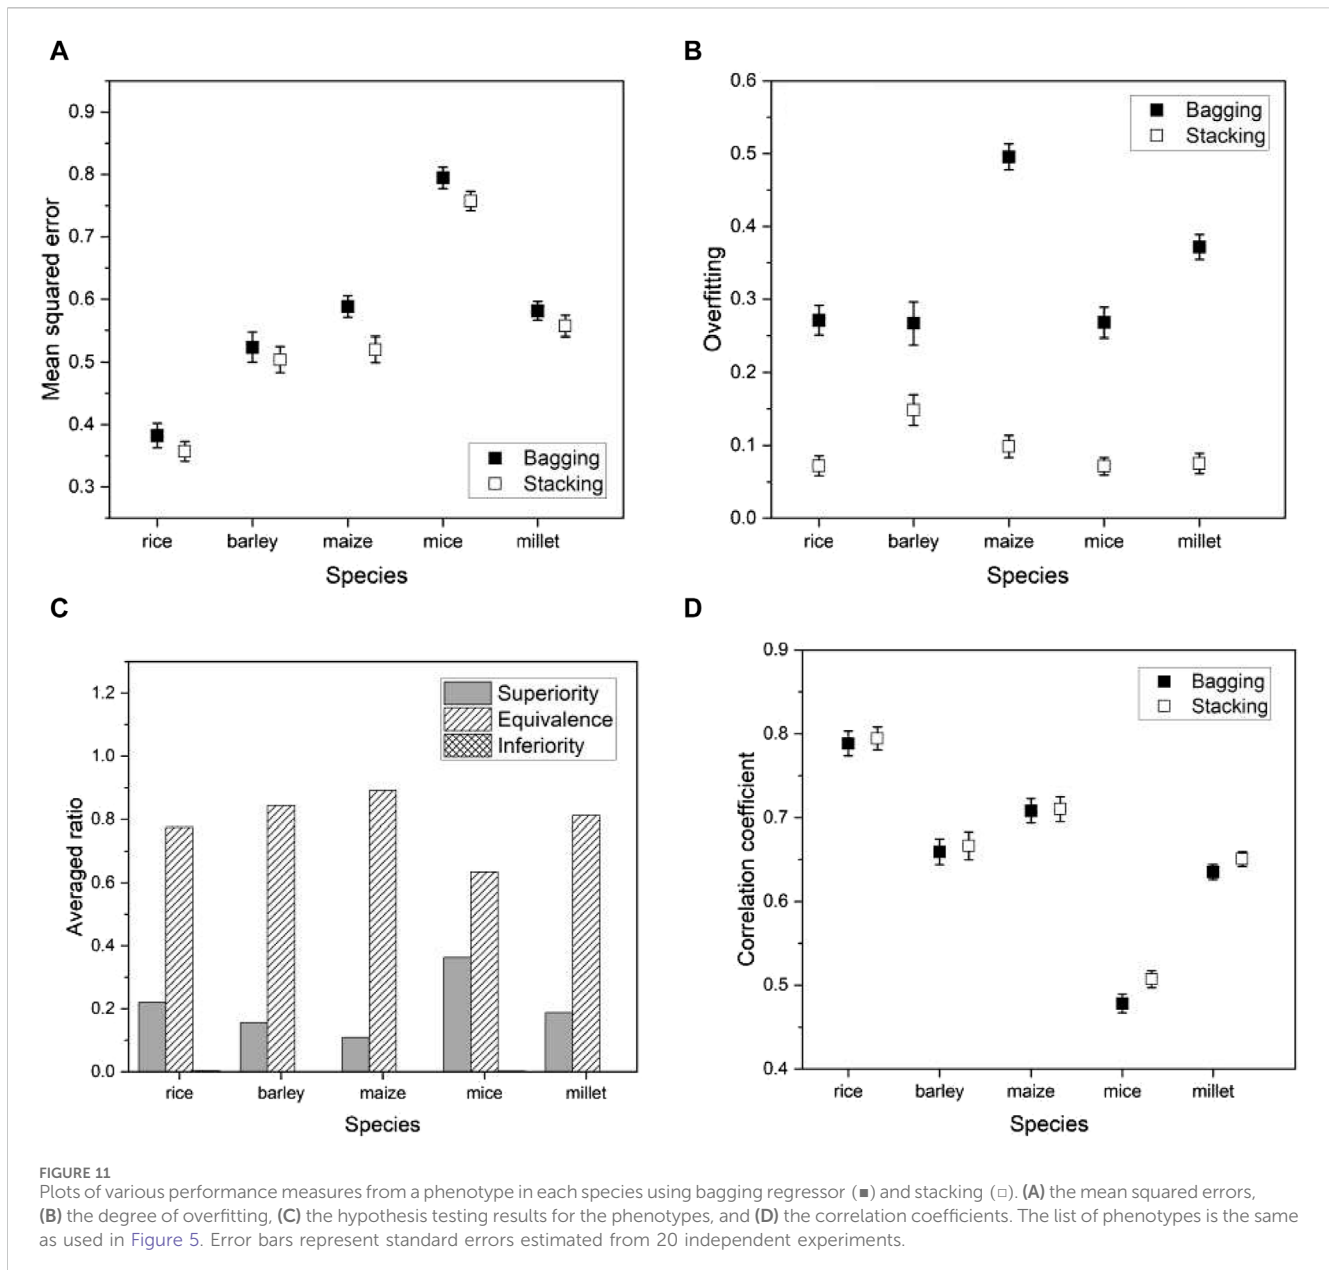 A
Mean squared error
0.9
0.8
0.7
0.6
0.5
0.4
0.3
Bagging
Stacking
rice barley maize mice millet
Species
B
Overfitting
0.6
0.5
0.4
0.3
0.2
0.1
0.0
Bagging
Stacking
rice barley maize mice millet
Species
C
Averaged ratio
1.2
1.0
0.8
0.6
0.4
0.2
0.0
Superiority
Equivalence
Inferiority
rice barley maize mice millet
Species
D
Correlation coefficient
0.9
0.8
0.7
0.6
0.5
0.4
Bagging
Stacking
rice barley maize mice millet
Species
FIGURE 11
Plots of various performance measures from a phenotype in each species using bagging regressor (■) and stacking (□). (A) the mean squared errors,
(B) the degree of overfitting, (C) the hypothesis testing results for the phenotypes, and (D) the correlation coefficients. The list of phenotypes is the same
as used in Figure 5. Error bars represent standard errors estimated from 20 independent experiments.